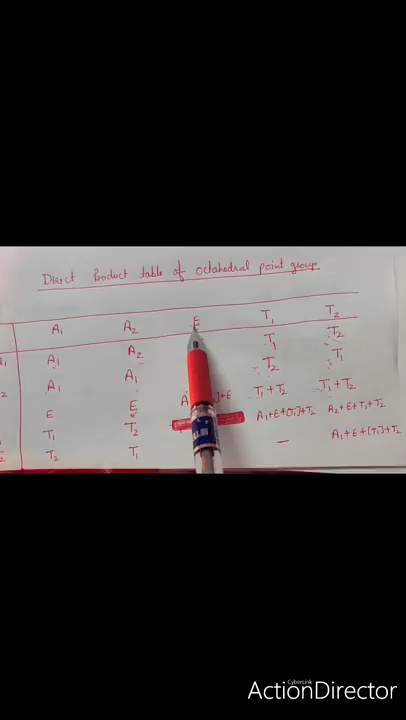 Direct Product table of octahedral point group
A₁ A₂ E T₁ T₂
A₁ A₁ A₂ T₁ T₂
A₁ A₁ T₂ T₁
E E A ]+E T₁+T₂ T₁+T₂
T₁ T₂ A₁+E+[T₁]+T₂ A₂+E+T₁+T₂
T₂ T₂ T₁ — A₁+E+[T₁]+T₂
CyberLink
ActionDirector